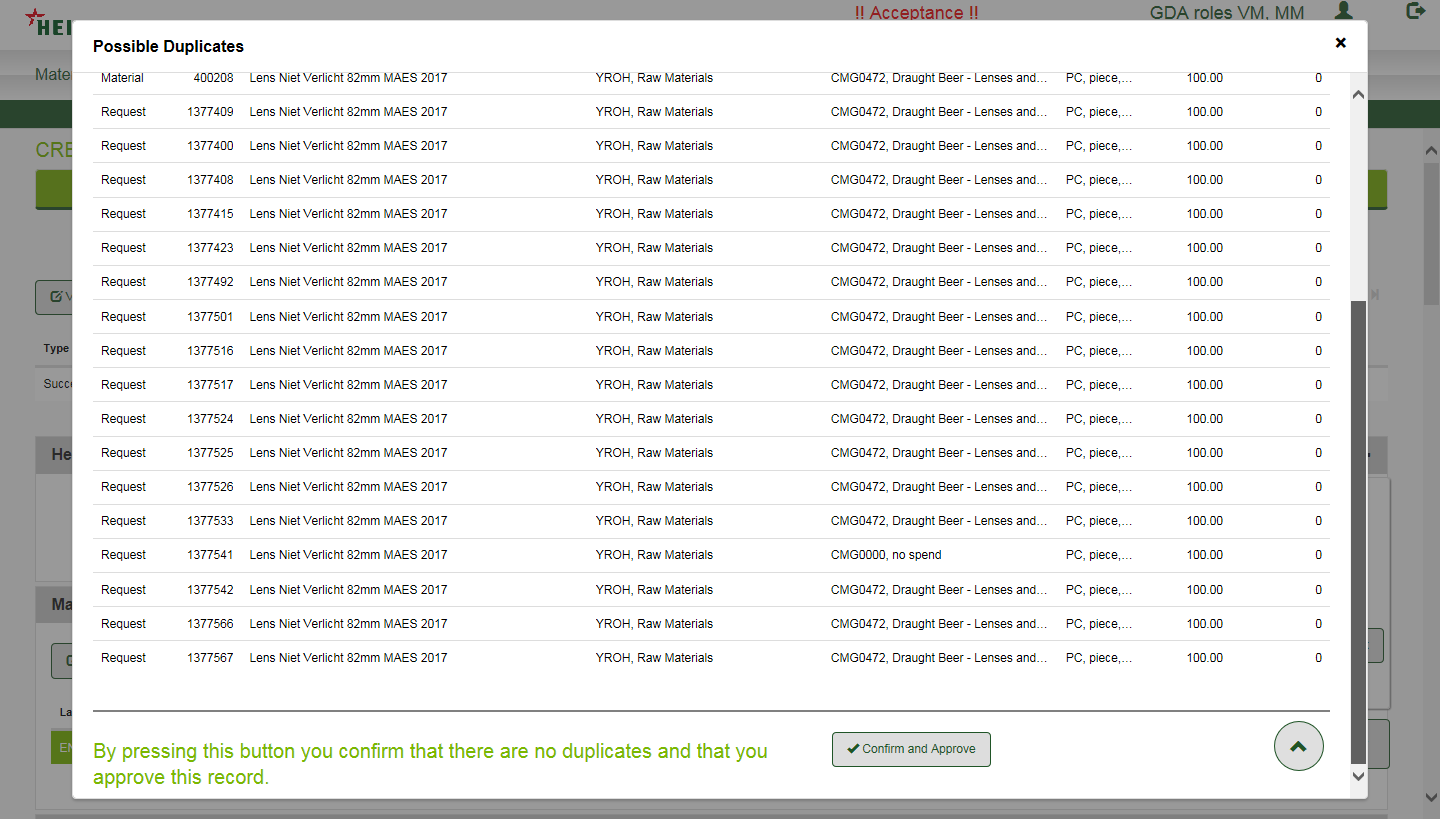 HEI
!! Acceptance !!
GDA roles VM, MM
Possible Duplicates
Mate
Material 400208 Lens Niet Verlicht 82mm MAES 2017 YROH, Raw Materials CMG0472, Draught Beer - Lenses and... PC, piece,... 100.00 0
Request 1377409 Lens Niet Verlicht 82mm MAES 2017 YROH, Raw Materials CMG0472, Draught Beer - Lenses and... PC, piece,... 100.00 0
CRE
Request 1377400 Lens Niet Verlicht 82mm MAES 2017 YROH, Raw Materials CMG0472, Draught Beer - Lenses and... PC, piece,... 100.00 0
Request 1377408 Lens Niet Verlicht 82mm MAES 2017 YROH, Raw Materials CMG0472, Draught Beer - Lenses and... PC, piece,... 100.00 0
Request 1377415 Lens Niet Verlicht 82mm MAES 2017 YROH, Raw Materials CMG0472, Draught Beer - Lenses and... PC, piece,... 100.00 0
Request 1377423 Lens Niet Verlicht 82mm MAES 2017 YROH, Raw Materials CMG0472, Draught Beer - Lenses and... PC, piece,... 100.00 0
Request 1377492 Lens Niet Verlicht 82mm MAES 2017 YROH, Raw Materials CMG0472, Draught Beer - Lenses and... PC, piece,... 100.00 0
Request 1377501 Lens Niet Verlicht 82mm MAES 2017 YROH, Raw Materials CMG0472, Draught Beer - Lenses and... PC, piece,... 100.00 0
Type
Request 1377516 Lens Niet Verlicht 82mm MAES 2017 YROH, Raw Materials CMG0472, Draught Beer - Lenses and... PC, piece,... 100.00 0
Succe
Request 1377517 Lens Niet Verlicht 82mm MAES 2017 YROH, Raw Materials CMG0472, Draught Beer - Lenses and... PC, piece,... 100.00 0
Request 1377524 Lens Niet Verlicht 82mm MAES 2017 YROH, Raw Materials CMG0472, Draught Beer - Lenses and... PC, piece,... 100.00 0
He
Request 1377525 Lens Niet Verlicht 82mm MAES 2017 YROH, Raw Materials CMG0472, Draught Beer - Lenses and... PC, piece,... 100.00 0
Request 1377526 Lens Niet Verlicht 82mm MAES 2017 YROH, Raw Materials CMG0472, Draught Beer - Lenses and... PC, piece,... 100.00 0
Request 1377533 Lens Niet Verlicht 82mm MAES 2017 YROH, Raw Materials CMG0472, Draught Beer - Lenses and... PC, piece,... 100.00 0
Request 1377541 Lens Niet Verlicht 82mm MAES 2017 YROH, Raw Materials CMG0000, no spend PC, piece,... 100.00 0
Request 1377542 Lens Niet Verlicht 82mm MAES 2017 YROH, Raw Materials CMG0472, Draught Beer - Lenses and... PC, piece,... 100.00 0
Ma
Request 1377566 Lens Niet Verlicht 82mm MAES 2017 YROH, Raw Materials CMG0472, Draught Beer - Lenses and... PC, piece,... 100.00 0
Request 1377567 Lens Niet Verlicht 82mm MAES 2017 YROH, Raw Materials CMG0472, Draught Beer - Lenses and... PC, piece,... 100.00 0
La
EN
By pressing this button you confirm that there are no duplicates and that you
approve this record.
Confirm and Approve